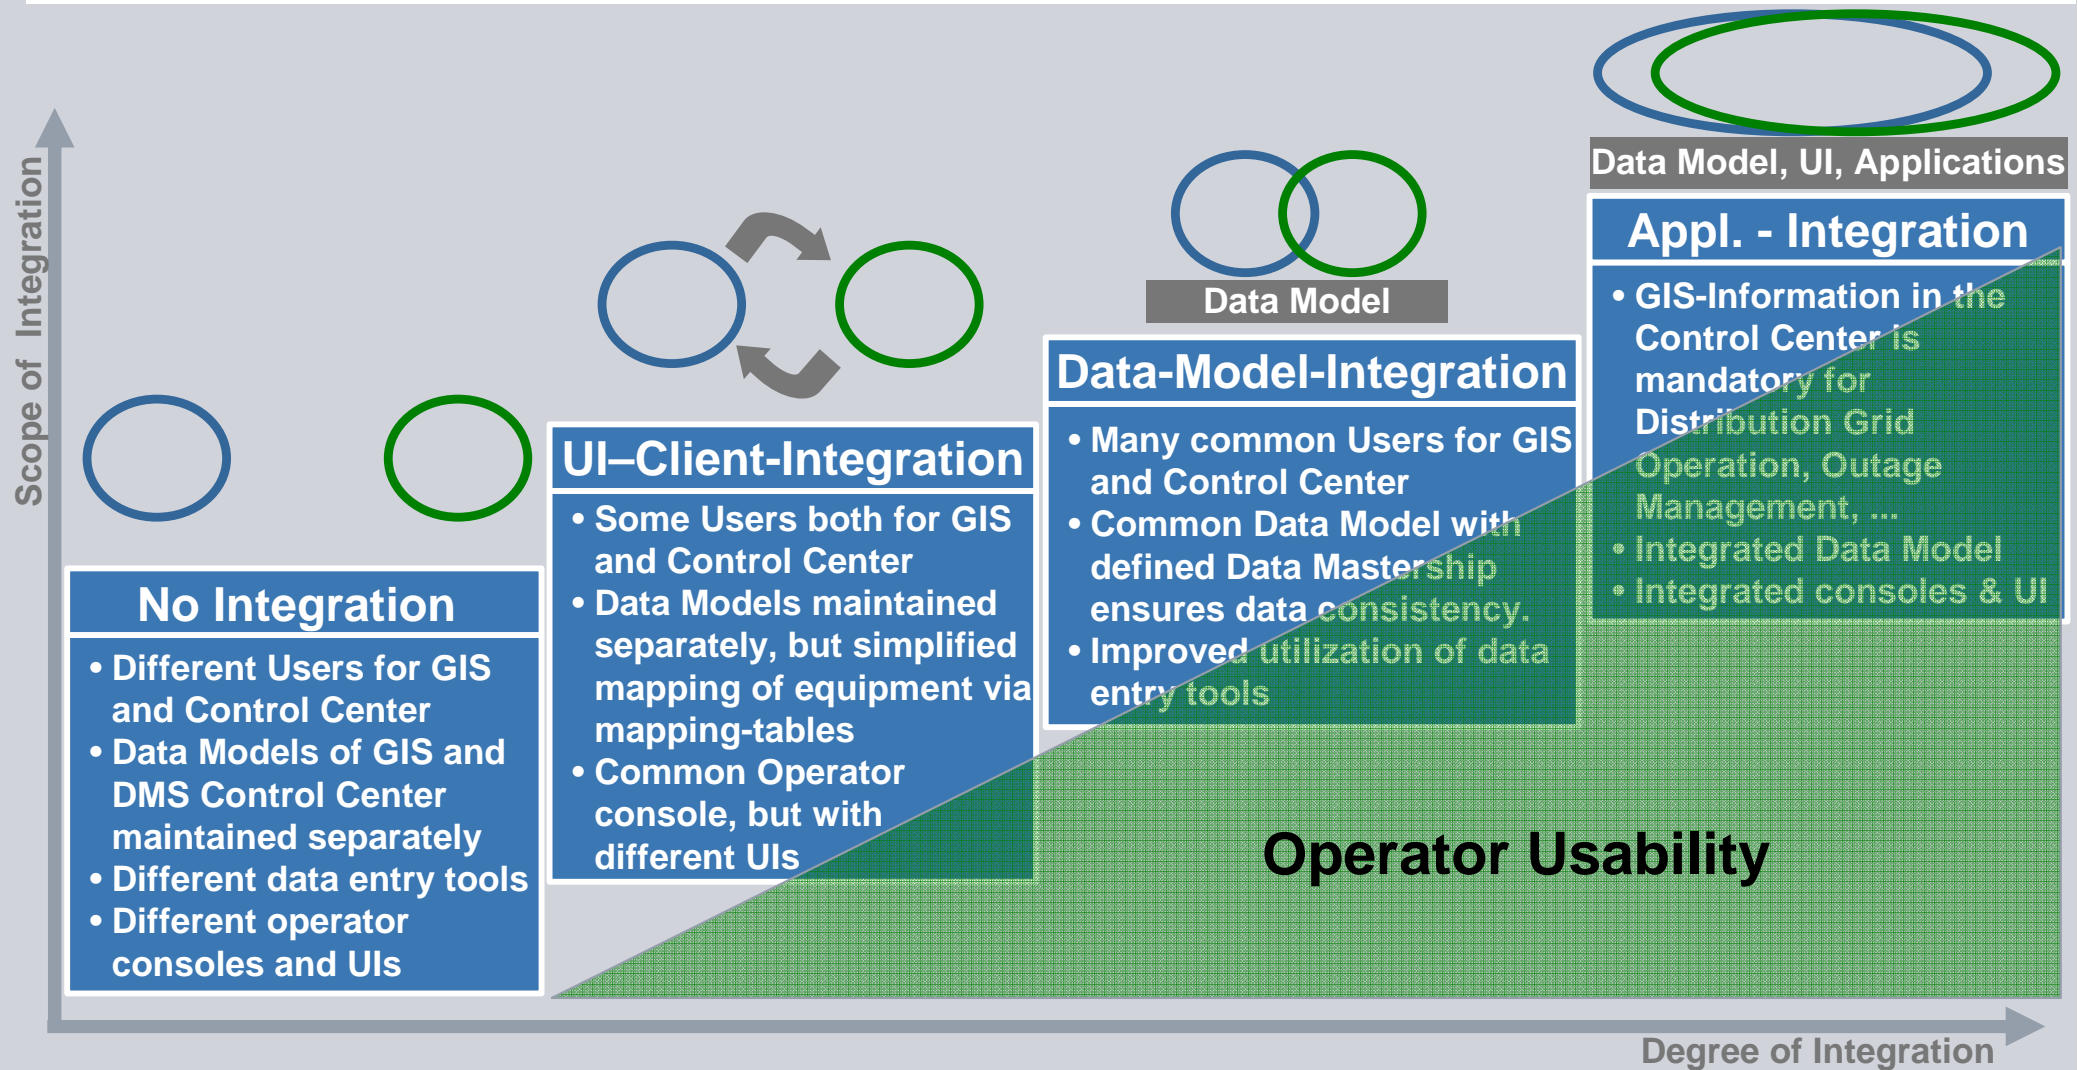 Scope of Integration
No Integration
• Different Users for GIS
and Control Center
• Data Models of GIS and
DMS Control Center
maintained separately
• Different data entry tools
• Different operator
consoles and UIs
UI–Client-Integration
• Some Users both for GIS
and Control Center
• Data Models maintained
separately, but simplified
mapping of equipment via
mapping-tables
• Common Operator
console, but with
different UIs
Data Model
Data-Model-Integration
• Many common Users for GIS
and Control Center
• Common Data Model with
defined Data Mastership
ensures data consistency.
• Improved utilization of data
entry tools
Data Model, UI, Applications
Appl. - Integration
• GIS-Information in the
Control Center is
mandatory for
Distribution Grid
Operation, Outage
Management, ...
• Integrated Data Model
• Integrated consoles & UI
Operator Usability
Degree of Integration